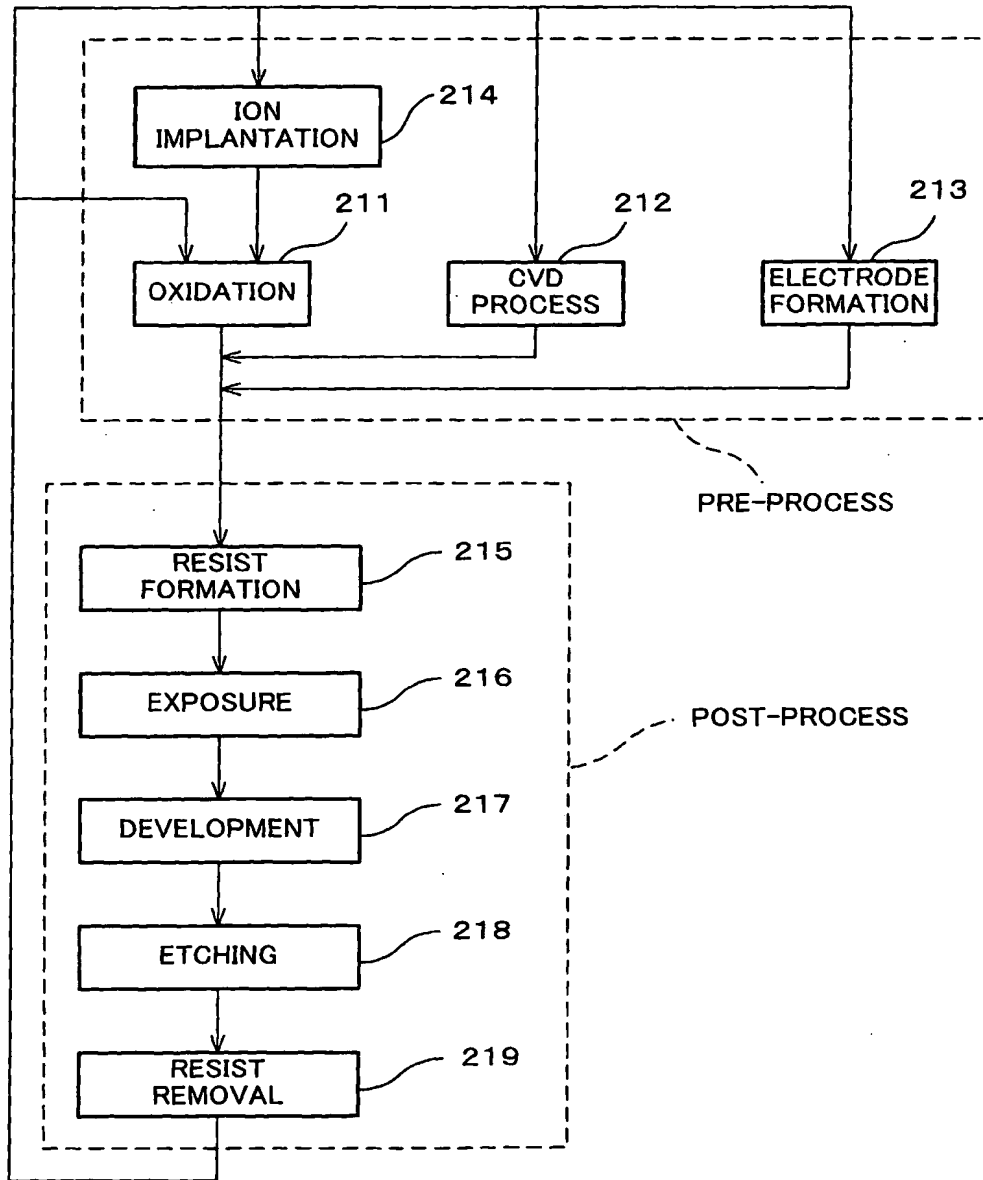 ION
IMPLANTATION
214
211
212
213
OXIDATION
CVD
PROCESS
ELECTRODE
FORMATION
PRE-PROCESS
RESIST
FORMATION
215
EXPOSURE
216
POST-PROCESS
DEVELOPMENT
217
ETCHING
218
RESIST
REMOVAL
219